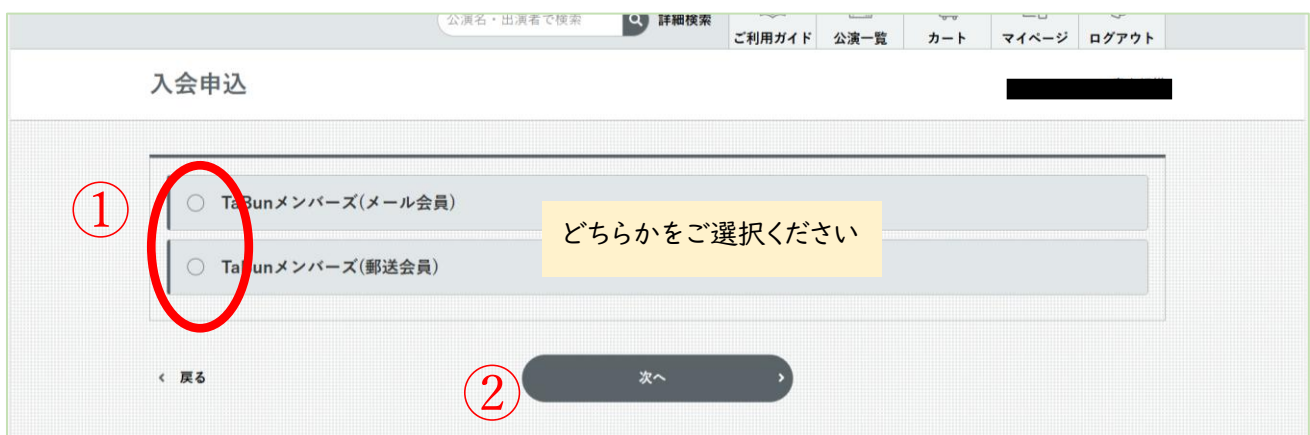 公演名・出演者で検索 詳細検索
ご利用ガイド 公演一覧 カート マイページ ログアウト
入会申込
①
TaBunメンバーズ(メール会員)
どちらかをご選択ください
TaBunメンバーズ(郵送会員)
戻る
②
次へ